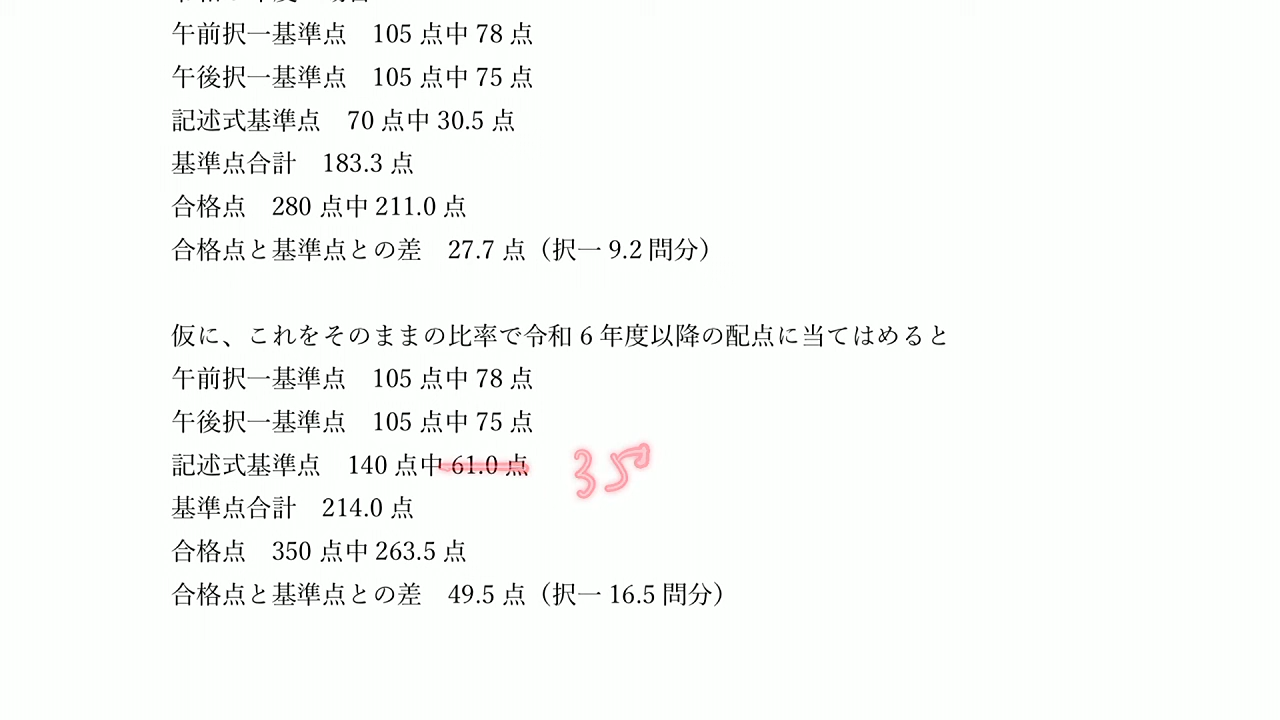 午前択一基準点　105 点中 78 点
午後択一基準点　105 点中 75 点
記述式基準点　70 点中 30.5 点
基準点合計　183.3 点
合格点　280 点中 211.0 点
合格点と基準点との差　27.7 点（択一 9.2 問分）
仮に、これをそのままの比率で令和 6 年度以降の配点に当てはめると
午前択一基準点　105 点中 78 点
午後択一基準点　105 点中 75 点
記述式基準点　140 点中 61.0 点 35
基準点合計　214.0 点
合格点　350 点中 263.5 点
合格点と基準点との差　49.5 点（択一 16.5 問分）